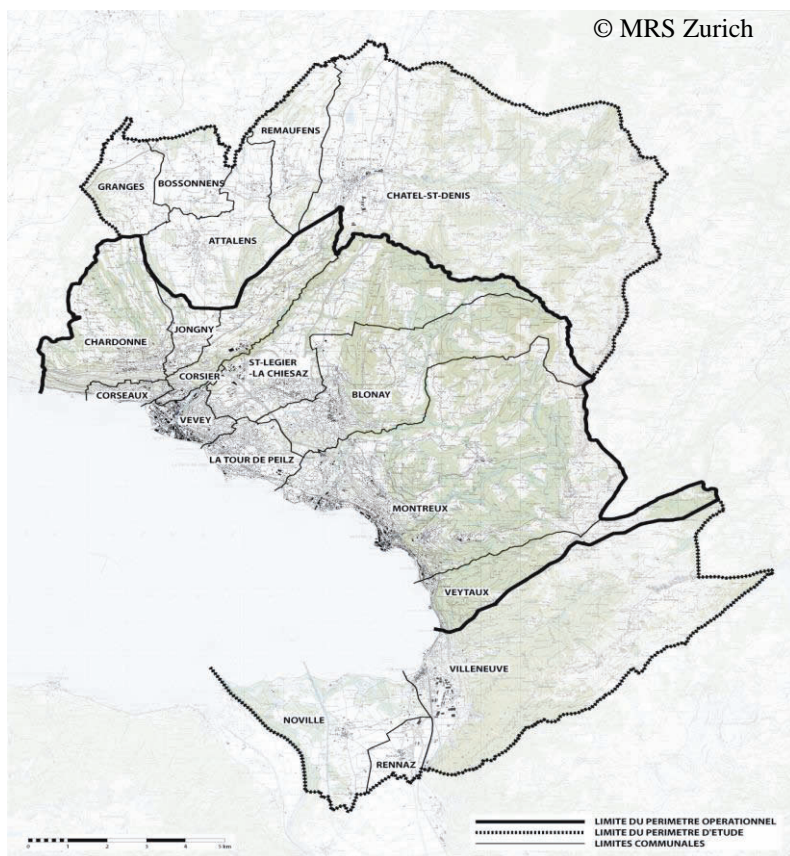 © MRS Zurich
REMAUFENS
GRANGES
BOSSONNENS
CHATEL-ST-DENIS
ATTALENS
JONGNY
CHARDONNE
ST-LEGIER
-LA CHIESAZ
CORSIER
CORSEAUX
BLONAY
VEVEY
LA TOUR DE PEILZ
MONTREUX
VEYTAUX
VILLENEUVE
NOVILLE
RENNAZ
LIMITE DU PERIMETRE OPERATIONNEL
LIMITE DU PERIMETRE D'ETUDE
LIMITES COMMUNALES
0 1 2 3 4 5 km